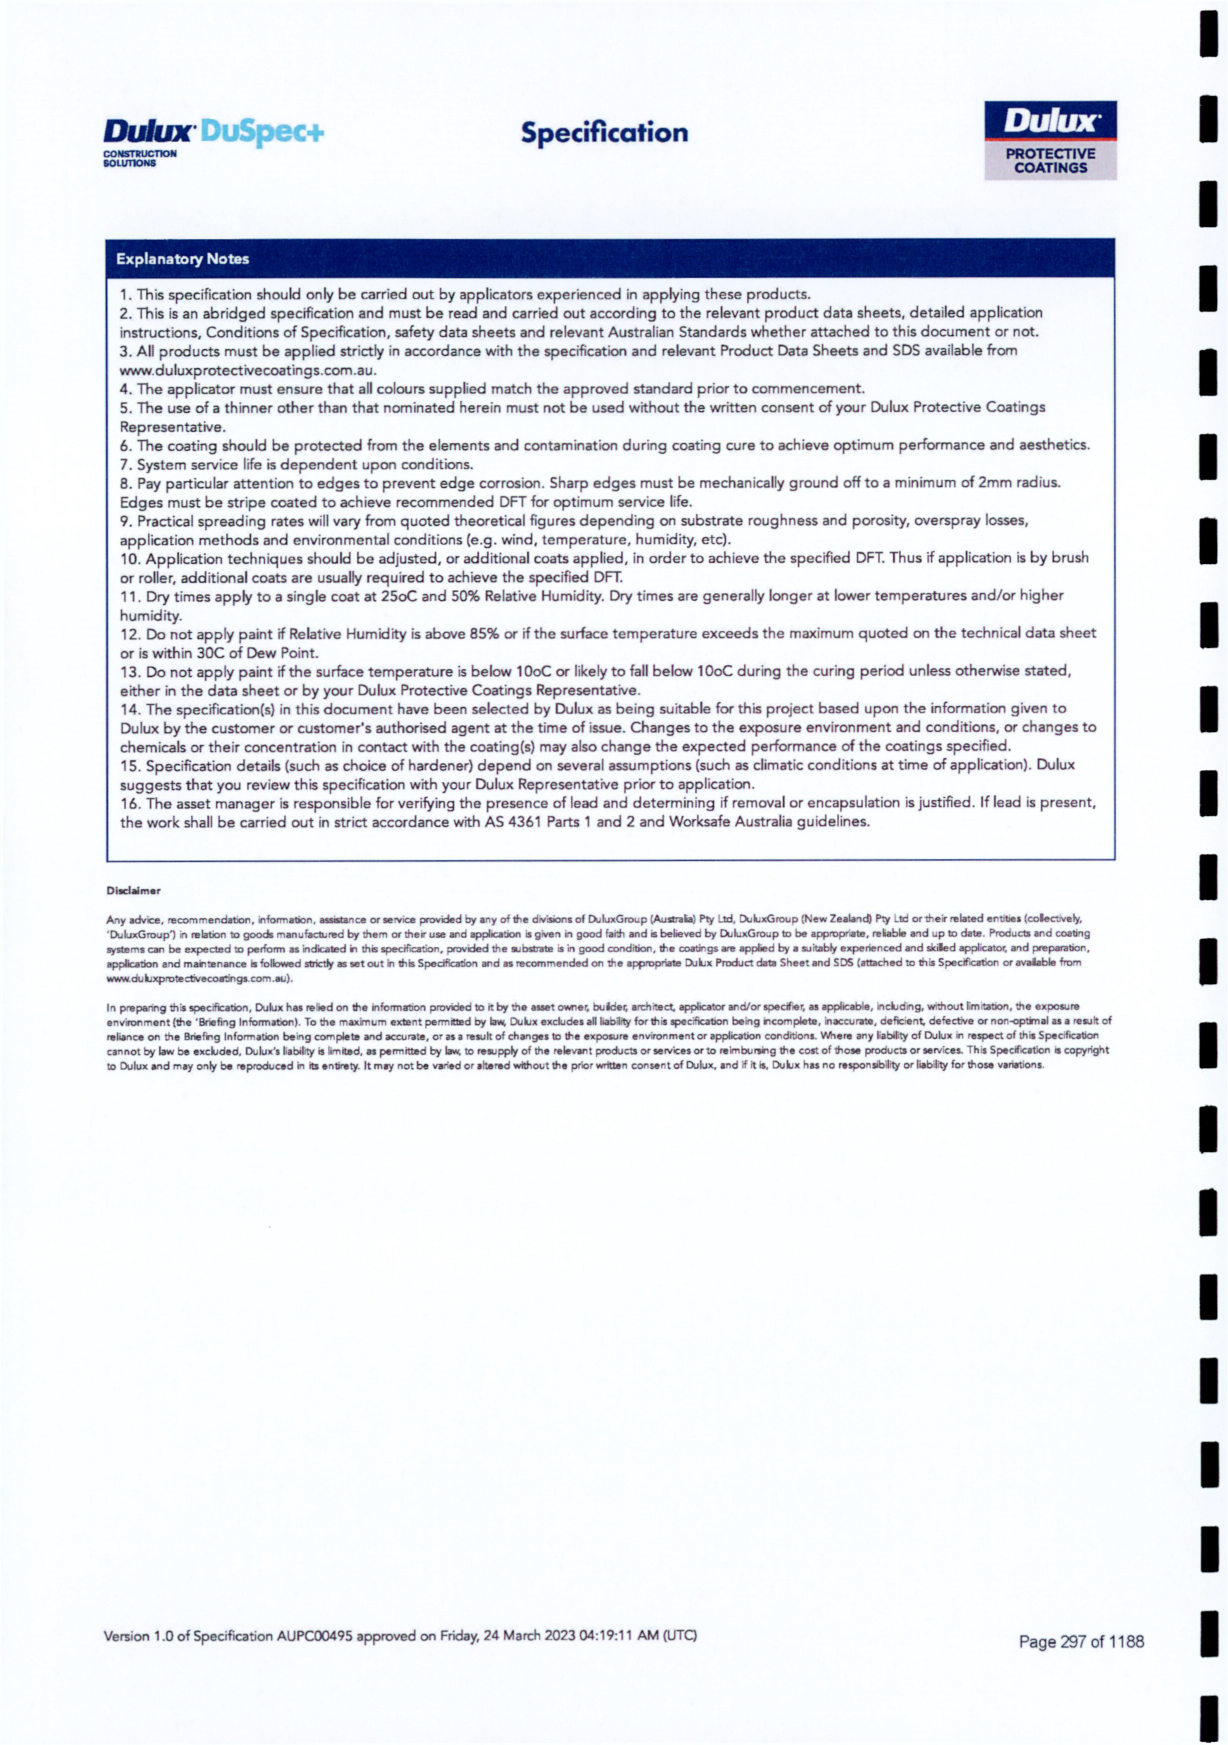 Dulux DuSpec+
CONSTRUCTION
SOLUTIONS
Specification
Dulux
PROTECTIVE
COATINGS
Explanatory Notes
1. This specification should only be carried out by applicators experienced in applying these products.
2. This is an abridged specification and must be read and carried out according to the relevant product data sheets, detailed application
instructions, Conditions of Specification, safety data sheets and relevant Australian Standards whether attached to this document or not.
3. All products must be applied strictly in accordance with the specification and relevant Product Data Sheets and SDS available from
www.duluxprotectivecoatings.com.au.
4. The applicator must ensure that all colours supplied match the approved standard prior to commencement.
5. The use of a thinner other than that nominated herein must not be used without the written consent of your Dulux Protective Coatings
Representative.
6. The coating should be protected from the elements and contamination during coating cure to achieve optimum performance and aesthetics.
7. System service life is dependent upon conditions.
8. Pay particular attention to edges to prevent edge corrosion. Sharp edges must be mechanically ground off to a minimum of 2mm radius.
Edges must be stripe coated to achieve recommended DFT for optimum service life.
9. Practical spreading rates will vary from quoted theoretical figures depending on substrate roughness and porosity, overspray losses,
application methods and environmental conditions (e.g. wind, temperature, humidity, etc).
10. Application techniques should be adjusted, or additional coats applied, in order to achieve the specified DFT. Thus if application is by brush
or roller, additional coats are usually required to achieve the specified DFT.
11. Dry times apply to a single coat at 25oC and 50% Relative Humidity. Dry times are generally longer at lower temperatures and/or higher
humidity.
12. Do not apply paint if Relative Humidity is above 85% or if the surface temperature exceeds the maximum quoted on the technical data sheet
or is within 30C of Dew Point.
13. Do not apply paint if the surface temperature is below 10oC or likely to fall below 10oC during the curing period unless otherwise stated,
either in the data sheet or by your Dulux Protective Coatings Representative.
14. The specification(s) in this document have been selected by Dulux as being suitable for this project based upon the information given to
Dulux by the customer or customer's authorised agent at the time of issue. Changes to the exposure environment and conditions, or changes to
chemicals or their concentration in contact with the coating(s) may also change the expected performance of the coatings specified.
15. Specification details (such as choice of hardener) depend on several assumptions (such as climatic conditions at time of application). Dulux
suggests that you review this specification with your Dulux Representative prior to application.
16. The asset manager is responsible for verifying the presence of lead and determining if removal or encapsulation is justified. If lead is present,
the work shall be carried out in strict accordance with AS 4361 Parts 1 and 2 and Worksafe Australia guidelines.
Disclaimer
Any advice, recommendation, information, assistance or service provided by any of the divisions of DuluxGroup (Australia) Pty Ltd, DuluxGroup (New Zealand) Pty Ltd or their related entities (collectively,
'DuluxGroup') in relation to goods manufactured by them or their use and application is given in good faith and is believed by DuluxGroup to be appropriate, reliable and up to date. Products and coating
systems can be expected to perform as indicated in this specification, provided the substrate is in good condition, the coatings are applied by a suitably experienced and skilled applicator, and preparation,
application and maintenance is followed strictly as set out in this Specification and as recommended on the appropriate Dulux Product data Sheet and SDS (attached to this Specification or available from
www.duluxprotectivecoatings.com.au).
In preparing this specification, Dulux has relied on the information provided to it by the asset owner, builder, architect, applicator and/or specifier, as applicable, including, without limitation, the exposure
environment (the 'Briefing Information). To the maximum extent permitted by law, Dulux excludes all liability for this specification being incomplete, inaccurate, deficient, defective or non-optimal as a result of
reliance on the Briefing Information being complete and accurate, or as a result of changes to the exposure environment or application conditions. Where any liability of Dulux in respect of this Specification
cannot by law be excluded, Dulux's liability is limited, as permitted by law, to resupply of the relevant products or services or to reimbursing the cost of those products or services. This Specification is copyright
to Dulux and may only be reproduced in its entirety. It may not be varied or altered without the prior written consent of Dulux, and if it is, Dulux has no responsibility or liability for those variations.
Version 1.0 of Specification AUPC00495 approved on Friday, 24 March 2023 04:19:11 AM (UTC)
Page 297 of 1188